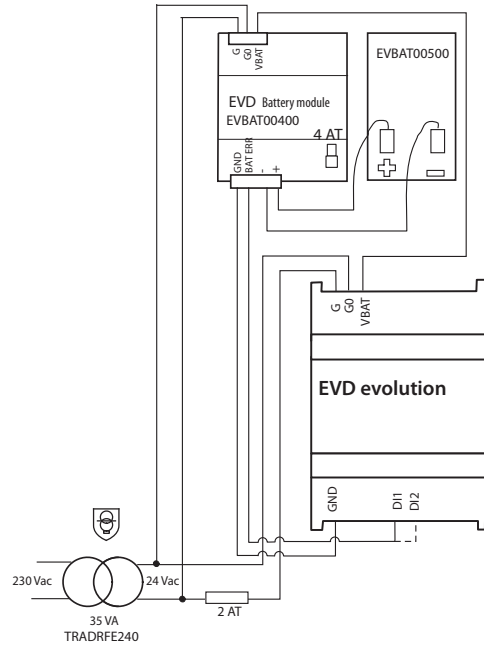 G
G0
VBAT
EVD Battery module
EVBAT00400
4 AT
GND
BAT ERR
-
+
EVBAT00500
G
G0
VBAT
EVD evolution
GND
DI1
DI2
230 Vac
24 Vac
35 VA
TRADRFE240
2 AT